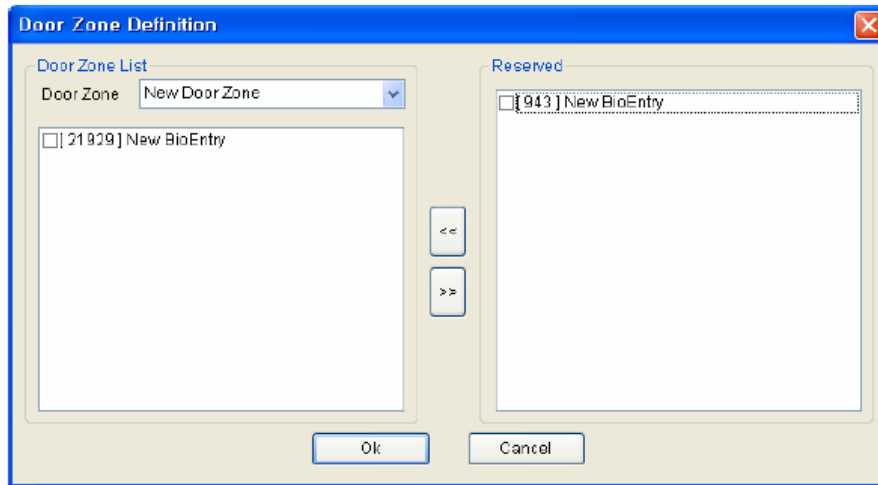 Door Zone Definition
Door Zone List
Door Zone New Door Zone
[ 21929 ] New BioEntry
<<
>>
Reserved
[ 943 ] New BioEntry
Ok
Cancel